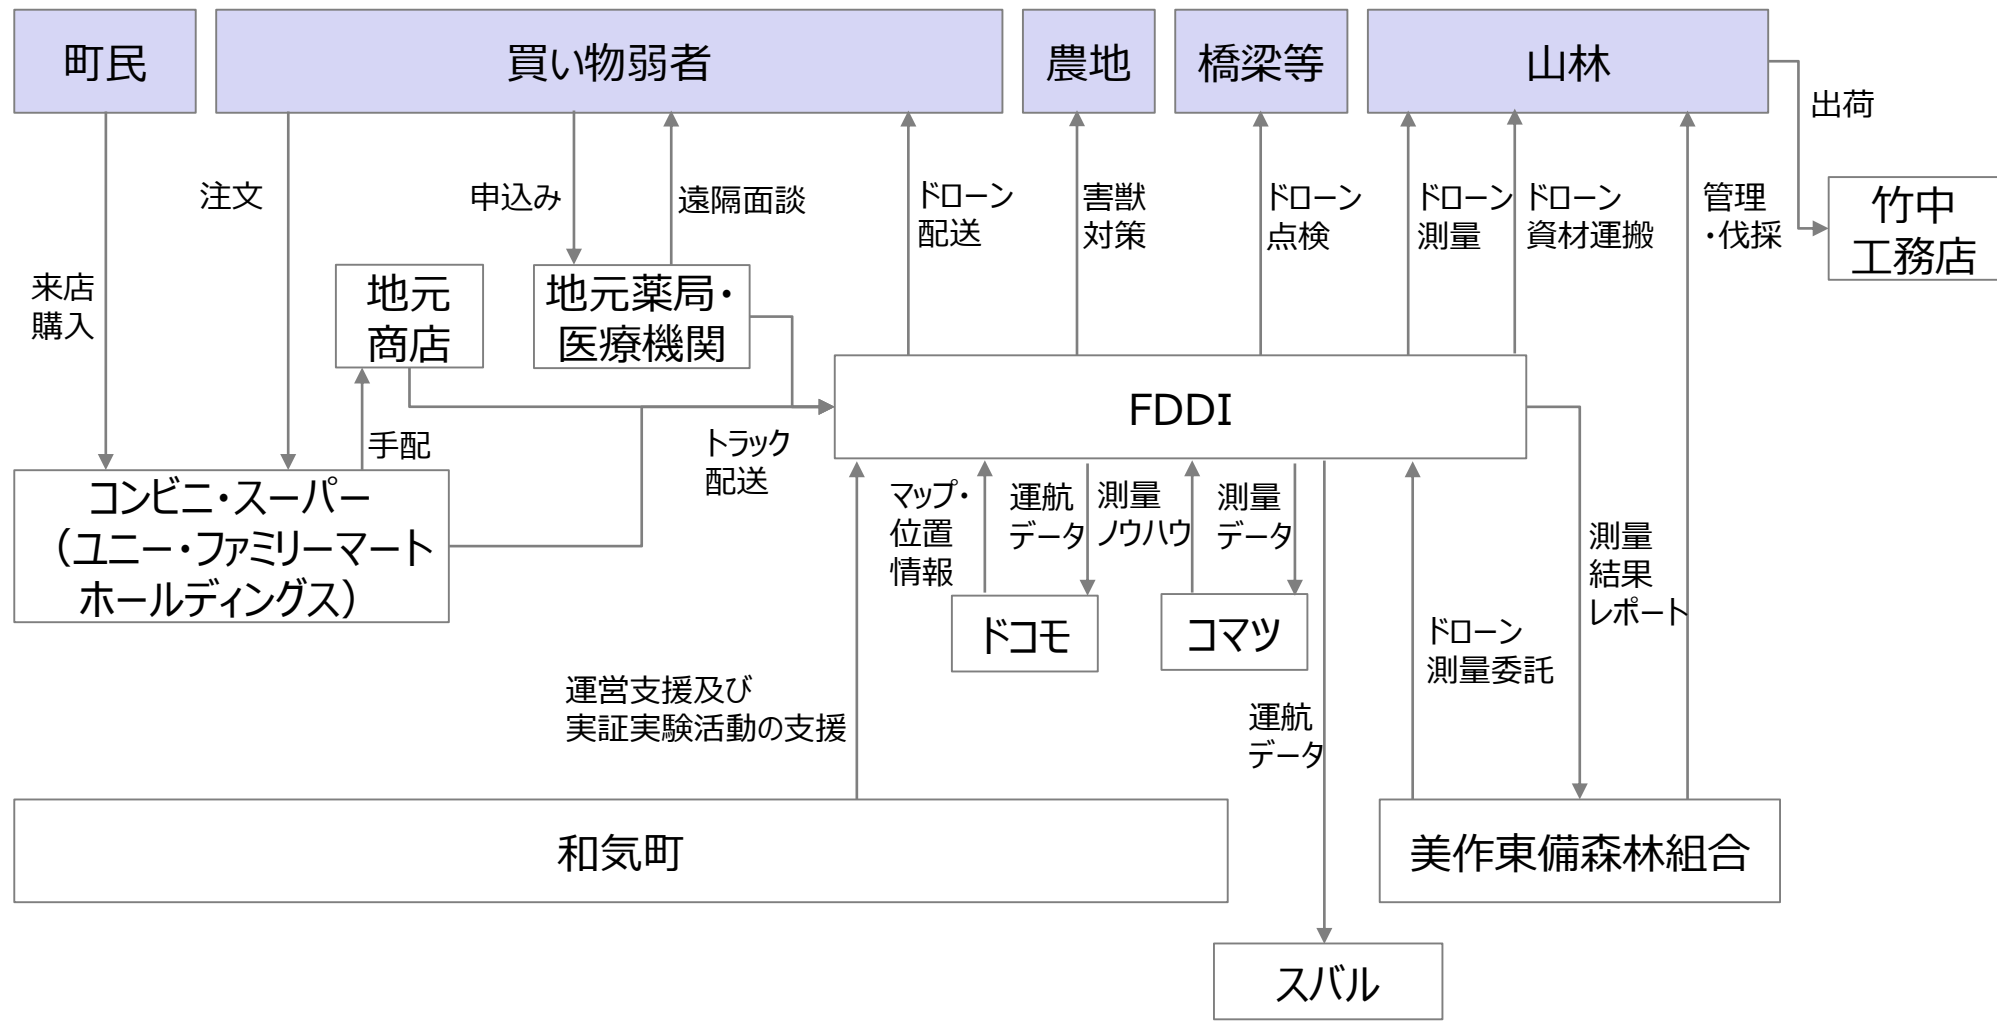 町民
買い物弱者
農地
橋梁等
山林
出荷
注文
申込み
遠隔面談
ドローン
配送
害獣
対策
ドローン
点検
ドローン
測量
ドローン
資材運搬
管理
・伐採
竹中
工務店
来店
購入
地元
商店
地元薬局・
医療機関
FDDI
手配
トラック
配送
コンビニ・スーパー
（ユニー・ファミリーマート
ホールディングス）
マップ・
位置
情報
運航
データ
測量
ノウハウ
測量
データ
測量
結果
レポート
ドコモ
コマツ
ドローン
測量委託
運営支援及び
実証実験活動の支援
運航
データ
和気町
美作東備森林組合
スバル